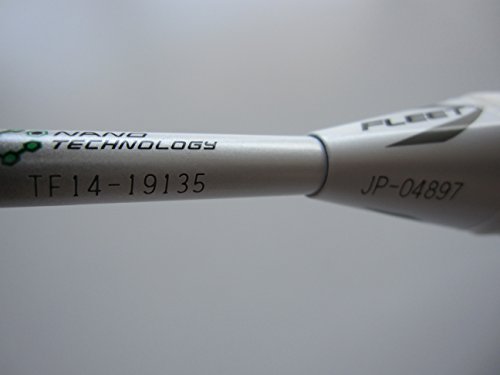 NANO
TECHNOLOGY
TF14-19135
FLEET
JP-04897